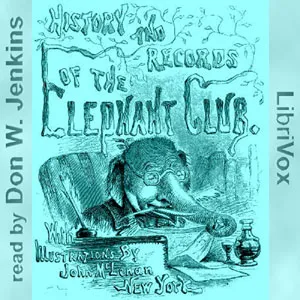 HISTORY AND
RECORDS
OF THE
ELEPHANT CLUB.
With
Illustrations By
John McLenan
New York
read by Don W. Jenkins
LibriVox